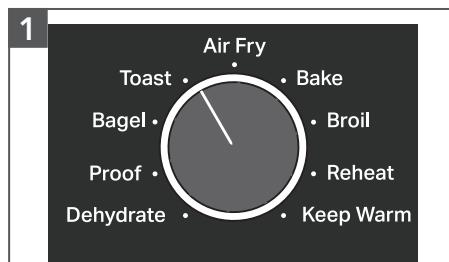 1
Air Fry
Toast Bake
Bagel Broil
Proof Reheat
Dehydrate Keep Warm